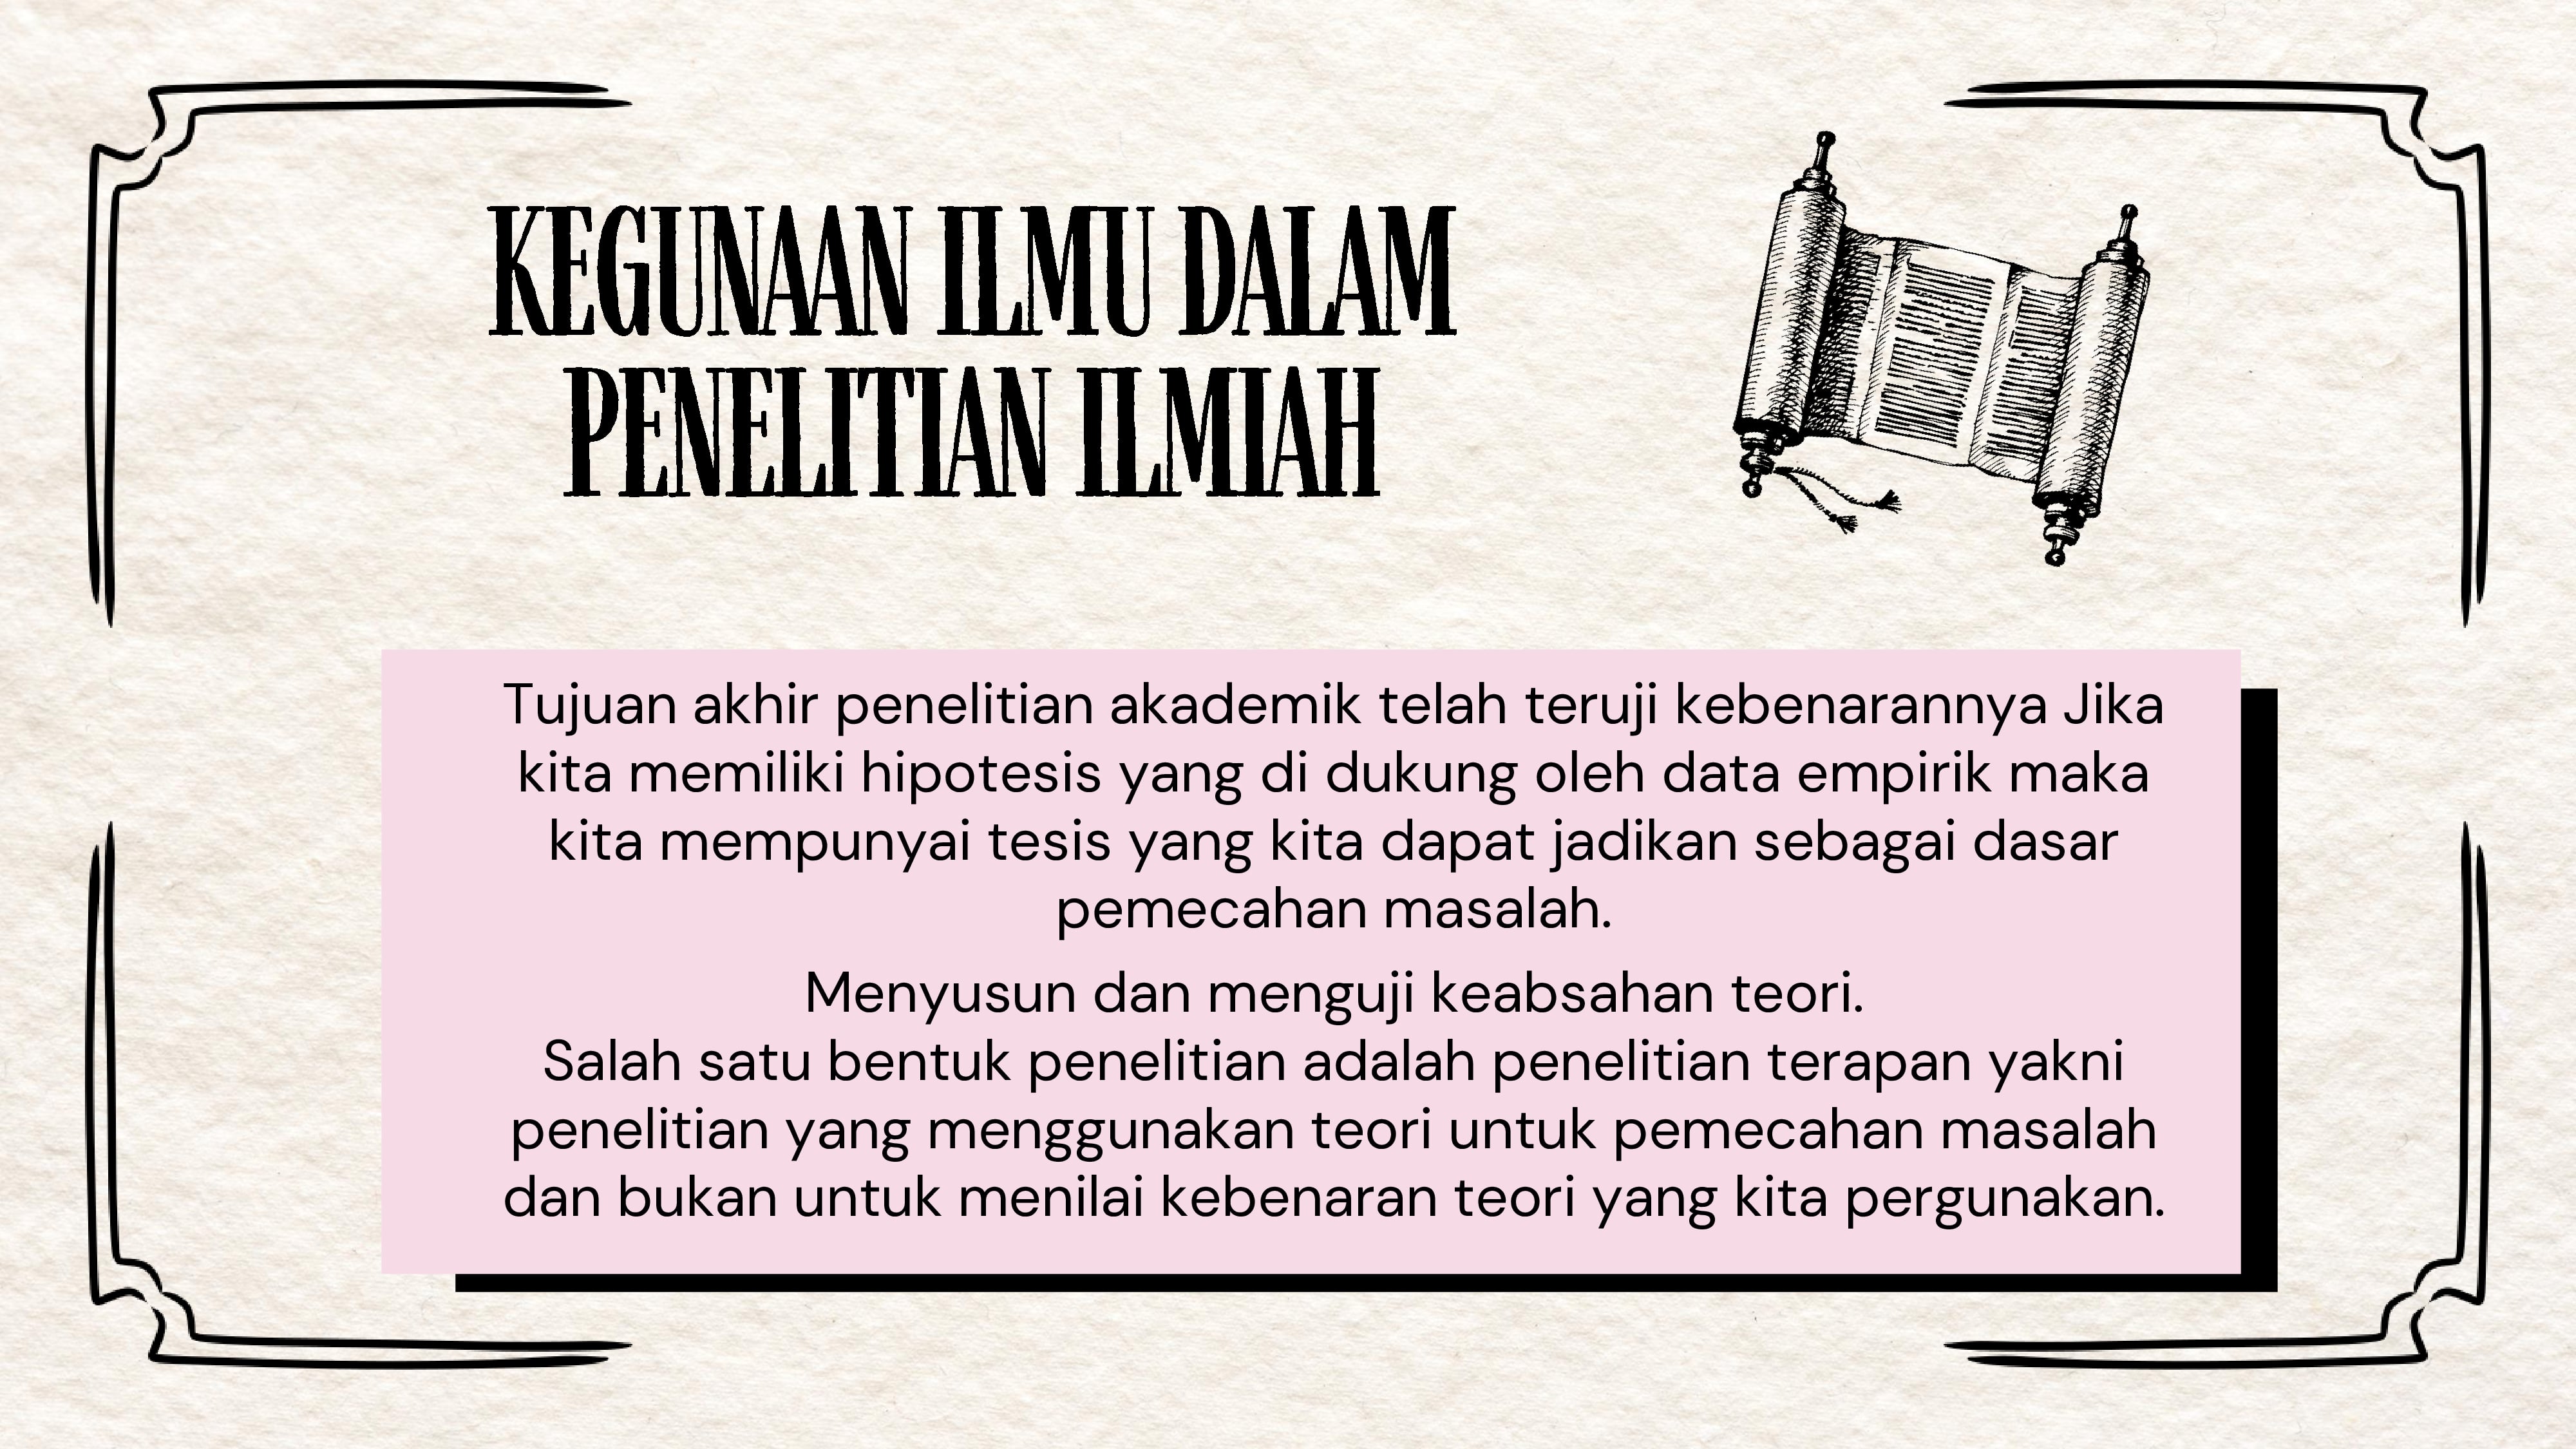 KEGUNAAN ILMU DALAM
PENELITIAN ILMIAH
Tujuan akhir penelitian akademik telah teruji kebenarannya Jika
kita memiliki hipotesis yang di dukung oleh data empirik maka
kita mempunyai tesis yang kita dapat jadikan sebagai dasar
pemecahan masalah.
Menyusun dan menguji keabsahan teori.
Salah satu bentuk penelitian adalah penelitian terapan yakni
penelitian yang menggunakan teori untuk pemecahan masalah
dan bukan untuk menilai kebenaran teori yang kita pergunakan.